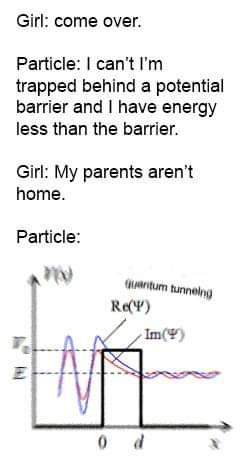 Girl: come over.
Particle: I can't I'm
trapped behind a potential
barrier and I have energy
less than the barrier.
Girl: My parents aren't
home.
Particle:
V(x)
Quantum tunneling
Re(Ψ)
Im(Ψ)
V₀
E
0 d x